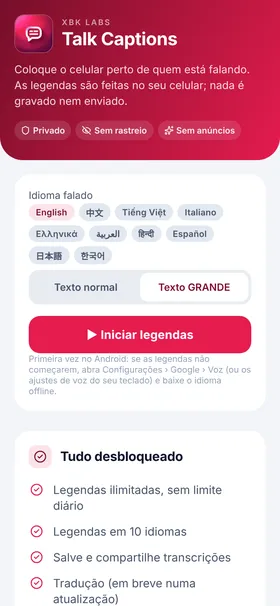 XBK LABS
Talk Captions
Coloque o celular perto de quem está falando.
As legendas são feitas no seu celular; nada é
gravado nem enviado.
Privado
Sem rastreio
Sem anúncios
Idioma falado
English
中文
Tiếng Việt
Italiano
Ελληνικά
العربية
हिन्दी
Español
日本語
한국어
Texto normal
Texto GRANDE
▶ Iniciar legendas
Primeira vez no Android: se as legendas não
começarem, abra Configurações › Google › Voz (ou os
ajustes de voz do seu teclado) e baixe o idioma
offline.
Tudo desbloqueado
Legendas ilimitadas, sem limite
diário
Legendas em 10 idiomas
Salve e compartilhe transcrições
Tradução (em breve numa
atualização)